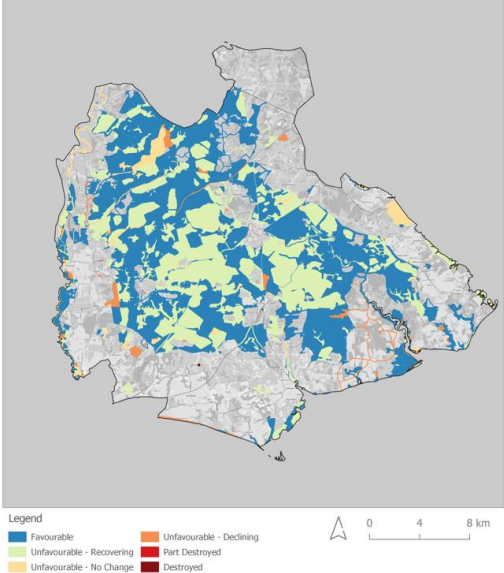 Legend
Favourable
Unfavourable - Recovering
Unfavourable - No Change
Unfavourable - Declining
Part Destroyed
Destroyed
0 4 8 km